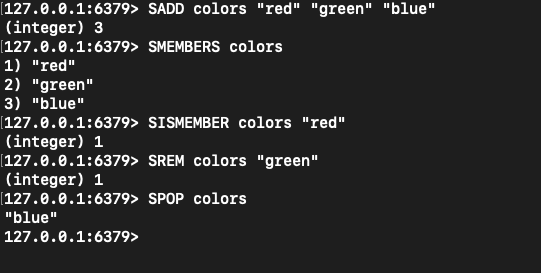 [127.0.0.1:6379> SADD colors "red" "green" "blue"
(integer) 3
[127.0.0.1:6379> SMEMBERS colors
1) "red"
2) "green"
3) "blue"
[127.0.0.1:6379> SISMEMBER colors "red"
(integer) 1
[127.0.0.1:6379> SREM colors "green"
(integer) 1
[127.0.0.1:6379> SPOP colors
"blue"
127.0.0.1:6379>